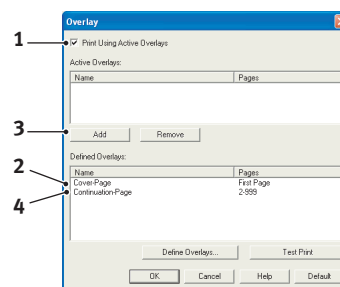 Overlay
1
Print Using Active Overlays
Active Overlays:
Name Pages
3
Add Remove
Defined Overlays:
2
Name Pages
Cover-Page First Page
4
Continuation-Page 2-999
Define Overlays... Test Print
OK Cancel Help Default